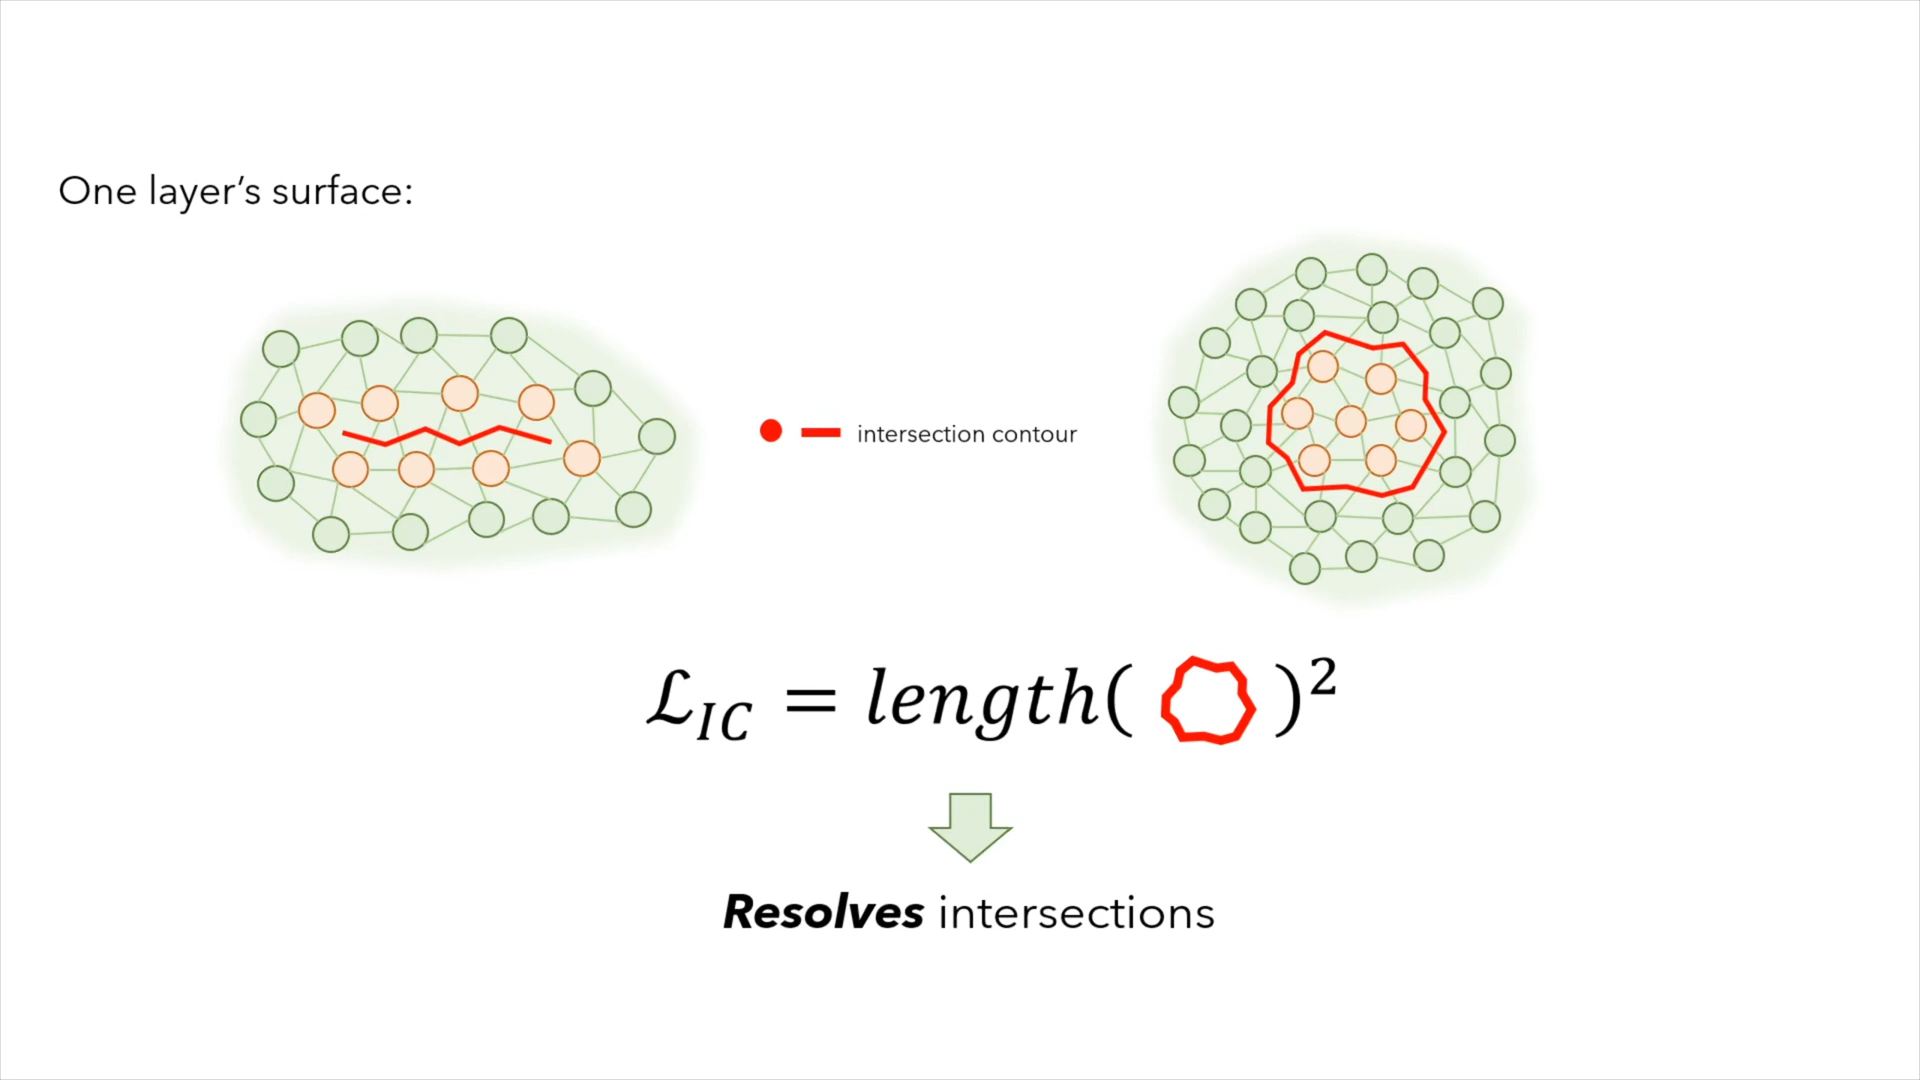 One layer’s surface:
intersection contour
ℒ_IC = length( )²
Resolves intersections